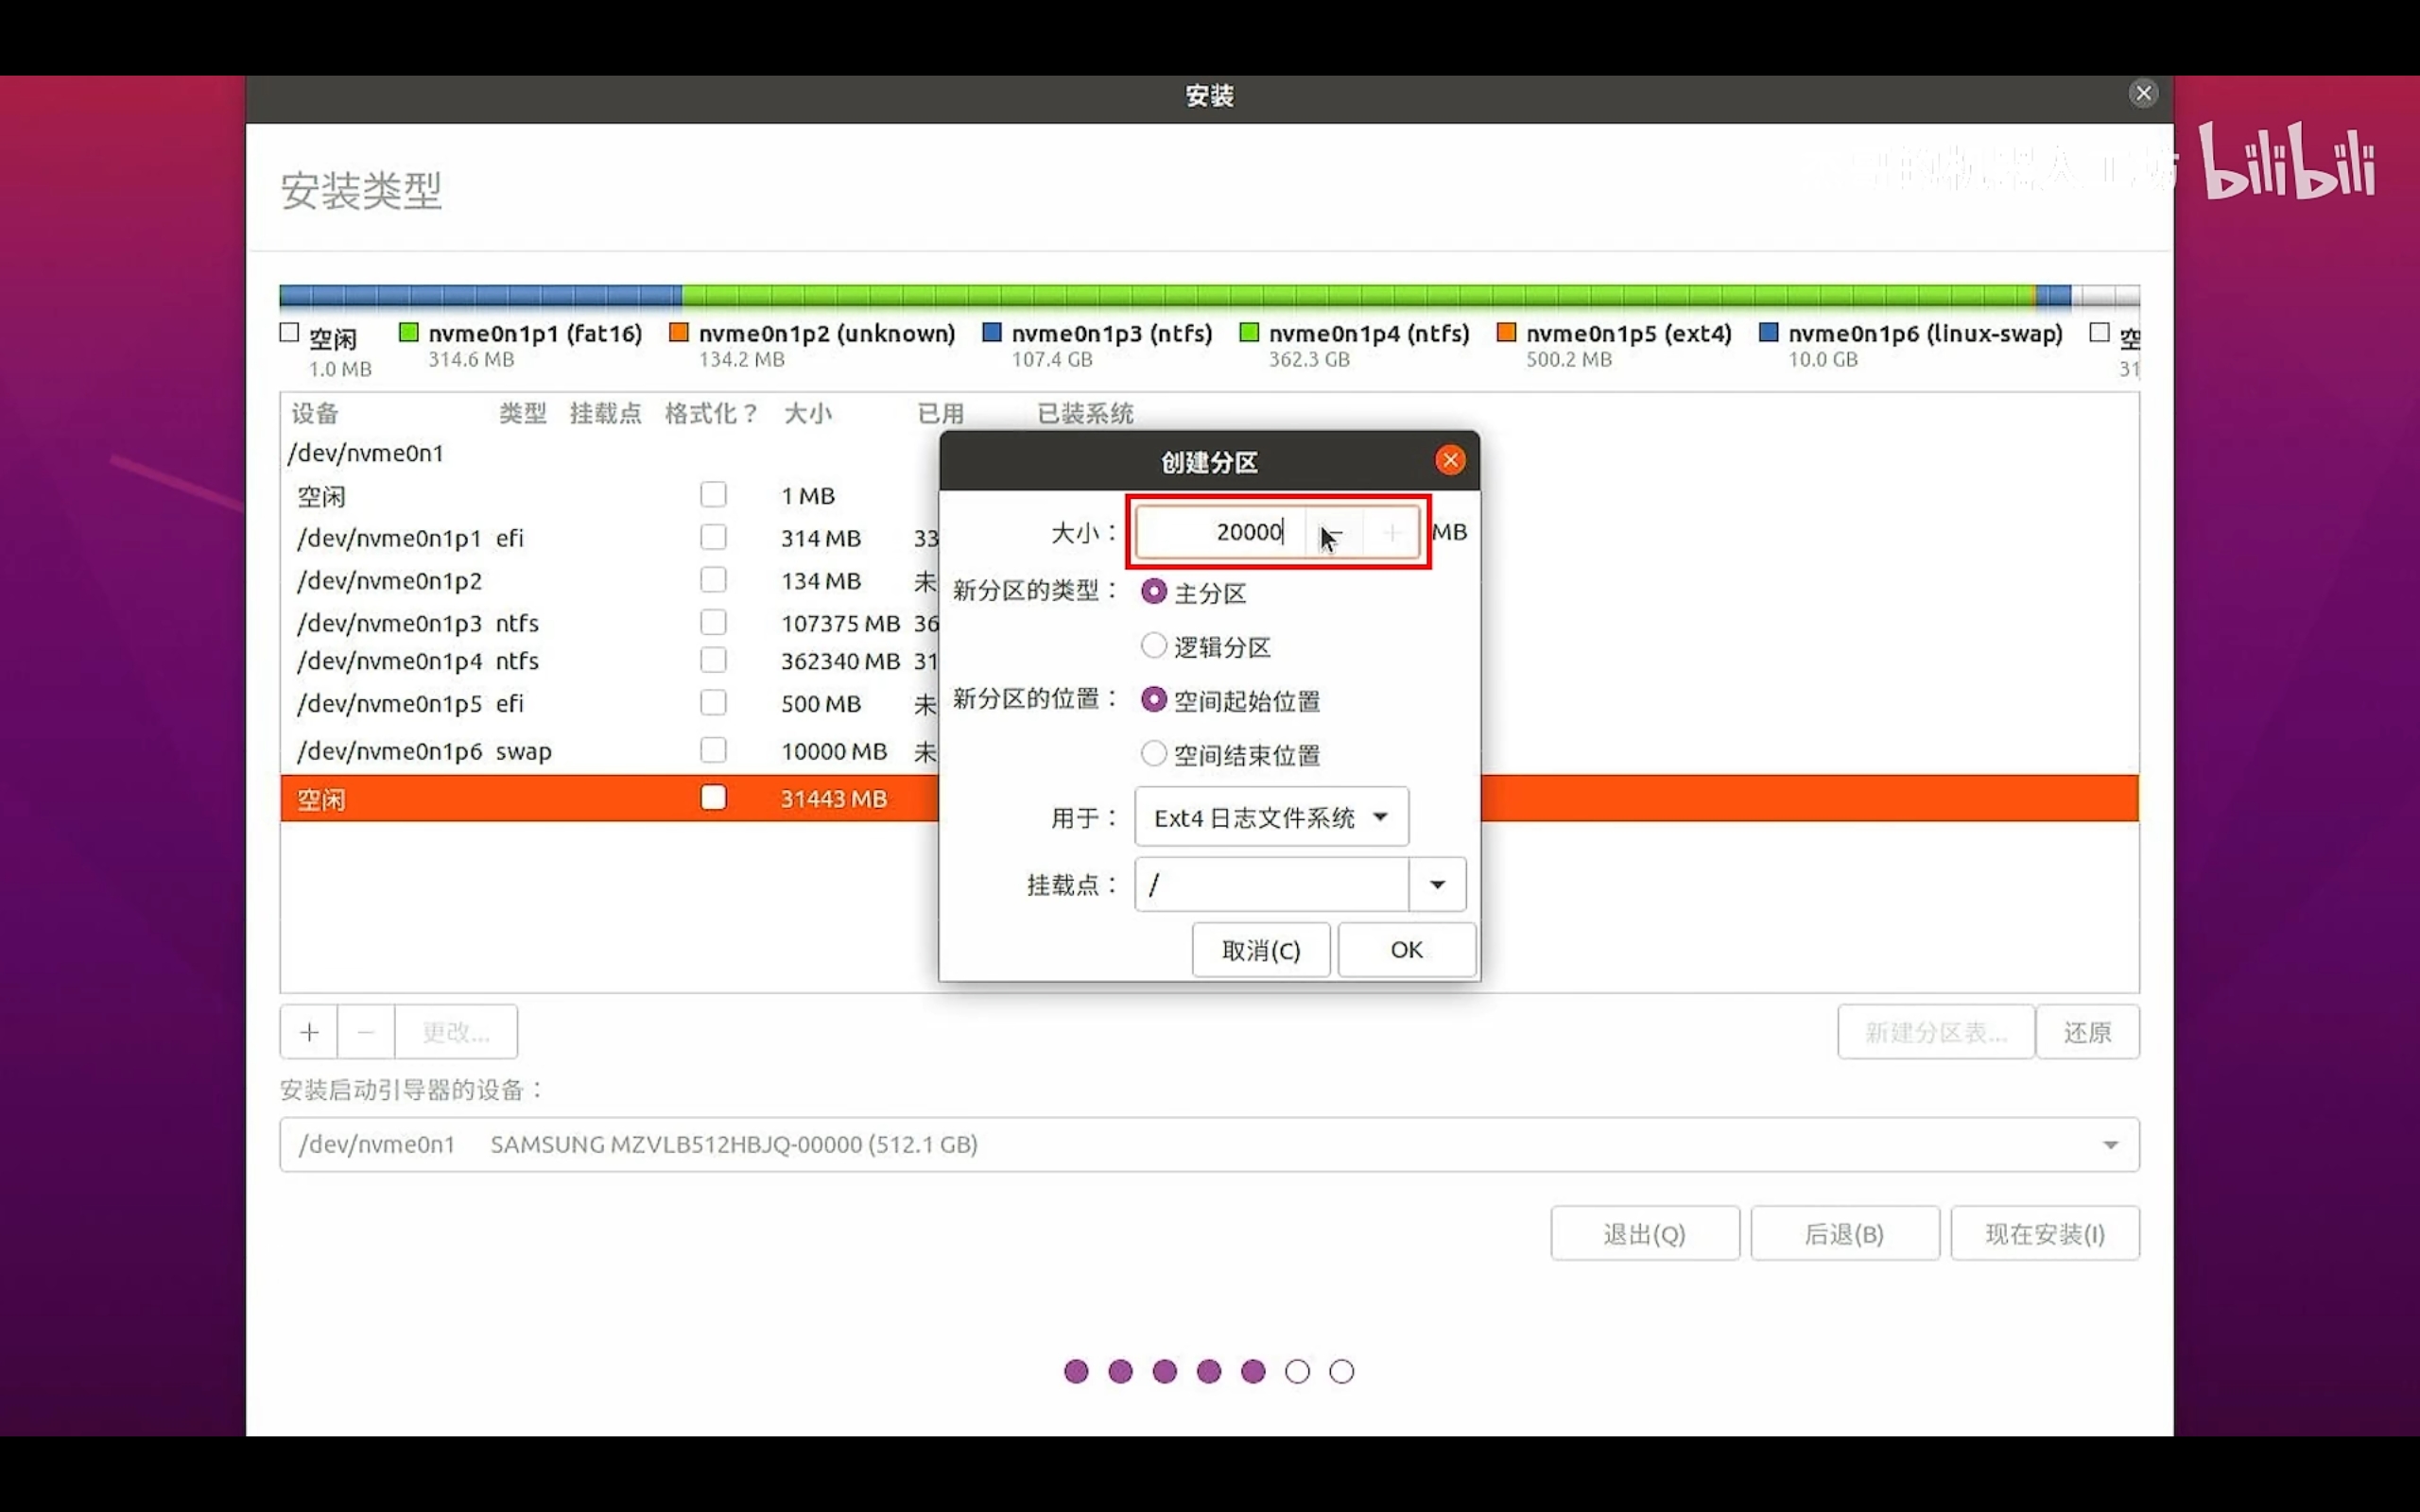 安装
bilibili
安装类型
空闲 nvme0n1p1 (fat16) nvme0n1p2 (unknown) nvme0n1p3 (ntfs) nvme0n1p4 (ntfs) nvme0n1p5 (ext4) nvme0n1p6 (linux-swap) 空
1.0 MB 314.6 MB 134.2 MB 107.4 GB 362.3 GB 500.2 MB 10.0 GB 31
设备 类型 挂载点 格式化？ 大小 已用 已装系统
/dev/nvme0n1
空闲 1 MB
/dev/nvme0n1p1 efi 314 MB 33
/dev/nvme0n1p2 134 MB 未
/dev/nvme0n1p3 ntfs 107375 MB 36
/dev/nvme0n1p4 ntfs 362340 MB 31
/dev/nvme0n1p5 efi 500 MB 未
/dev/nvme0n1p6 swap 10000 MB 未
空闲 31443 MB
创建分区
大小： 20000 － + MB
新分区的类型： 主分区
逻辑分区
新分区的位置： 空间起始位置
空间结束位置
用于： Ext4 日志文件系统
挂载点： /
取消(C) OK
+ － 更改... 新建分区表... 还原
安装启动引导器的设备：
/dev/nvme0n1 SAMSUNG MZVLB512HBJQ-00000 (512.1 GB)
退出(Q) 后退(B) 现在安装(I)